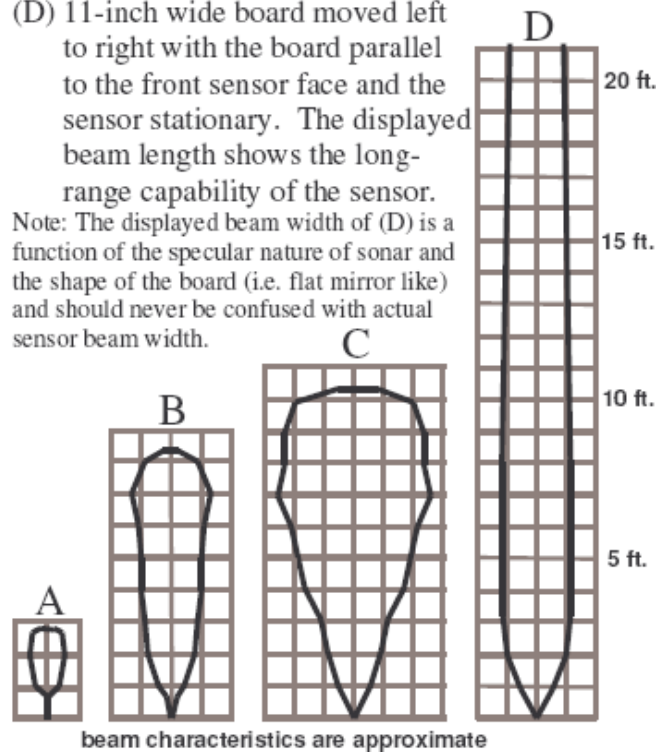 (D) 11-inch wide board moved left
to right with the board parallel
to the front sensor face and the
sensor stationary. The displayed
beam length shows the long-
range capability of the sensor.
Note: The displayed beam width of (D) is a
function of the specular nature of sonar and
the shape of the board (i.e. flat mirror like)
and should never be confused with actual
sensor beam width.
A
B
C
D
20 ft.
15 ft.
10 ft.
5 ft.
beam characteristics are approximate